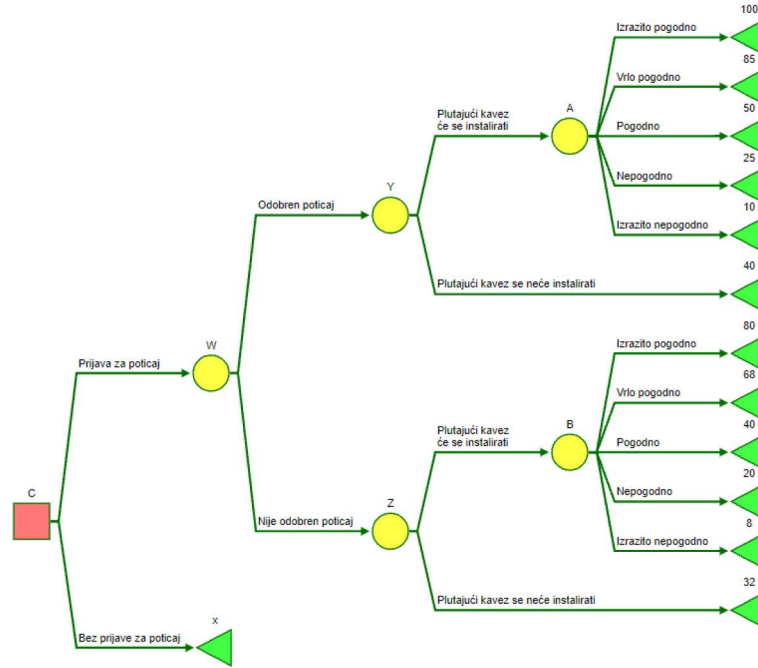 100
Izrazito pogodno
85
Vrlo pogodno
50
Plutajući kavez
će se instalirati
A
Pogodno
25
Nepogodno
10
Odobren poticaj
Y
Izrazito nepogodno
40
Plutajući kavez se neće instalirati
80
Izrazito pogodno
W
Prijava za poticaj
68
Vrlo pogodno
40
Plutajući kavez
će se instalirati
B
Pogodno
20
Nepogodno
C
8
Nije odobren poticaj
Z
Izrazito nepogodno
32
Plutajući kavez se neće instalirati
x
Bez prijave za poticaj